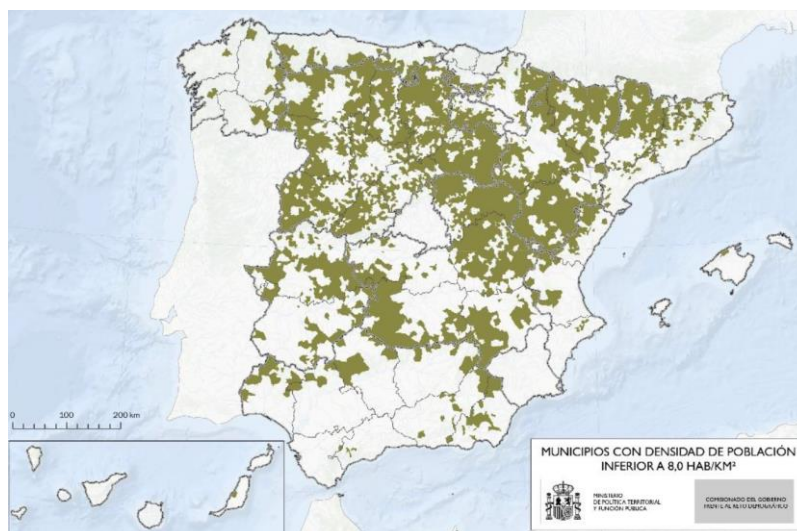 0 100 200 km
MUNICIPIOS CON DENSIDAD DE POBLACIÓN
INFERIOR A 8,0 HAB/KM²
MINISTERIO
DE POLÍTICA TERRITORIAL
Y FUNCIÓN PÚBLICA
COMISIONADO DEL GOBIERNO
FRENTE AL RETO DEMOGRÁFICO